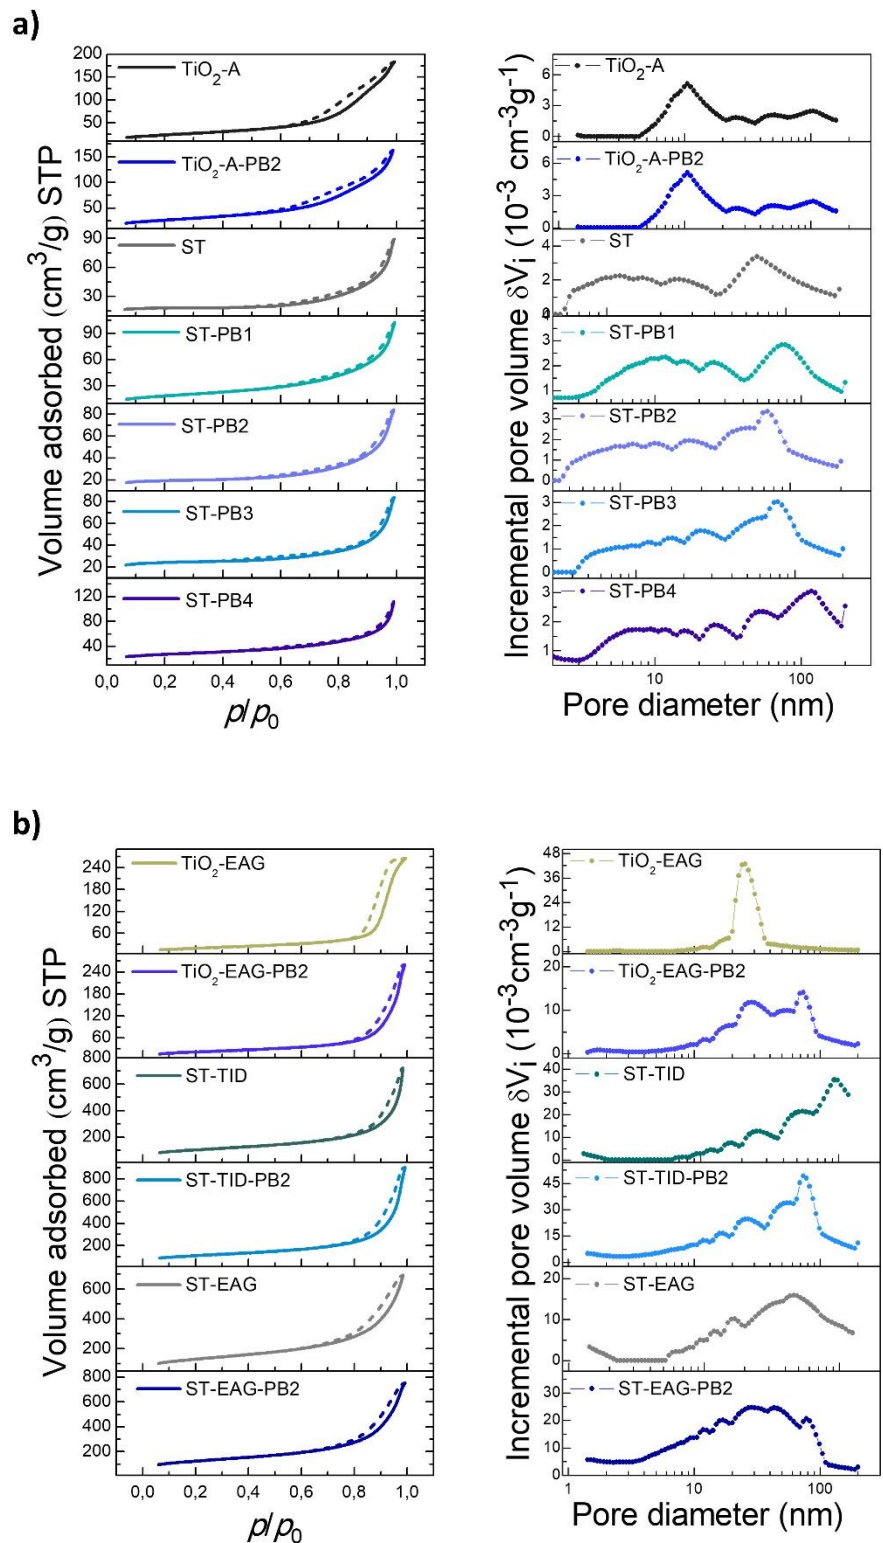 a)
Volume adsorbed (cm³/g) STP
TiO₂-A
200
150
100
50
TiO₂-A-PB2
150
100
50
ST
90
60
30
ST-PB1
90
60
30
ST-PB2
80
60
40
20
ST-PB3
80
60
40
20
ST-PB4
120
80
40
0,0 0,2 0,4 0,6 0,8 1,0
p/p₀
Incremental pore volume δVᵢ (10⁻³ cm⁻³g⁻¹)
TiO₂-A
6
3
0
TiO₂-A-PB2
6
3
0
ST
4
2
0
ST-PB1
4
3
2
1
ST-PB2
3
2
1
0
ST-PB3
3
2
1
0
ST-PB4
3
2
1
10 100
Pore diameter (nm)
b)
Volume adsorbed (cm³/g) STP
TiO₂-EAG
240
180
120
60
TiO₂-EAG-PB2
240
180
120
60
ST-TID
800
600
400
200
ST-TID-PB2
800
600
400
200
ST-EAG
600
400
200
ST-EAG-PB2
800
600
400
200
0,0 0,2 0,4 0,6 0,8 1,0
p/p₀
Incremental pore volume δVᵢ (10⁻³cm⁻³g⁻¹)
TiO₂-EAG
48
36
24
12
0
TiO₂-EAG-PB2
20
10
0
ST-TID
40
30
20
10
0
ST-TID-PB2
45
30
15
0
ST-EAG
20
10
0
ST-EAG-PB2
30
20
10
0
1 10 100
Pore diameter (nm)